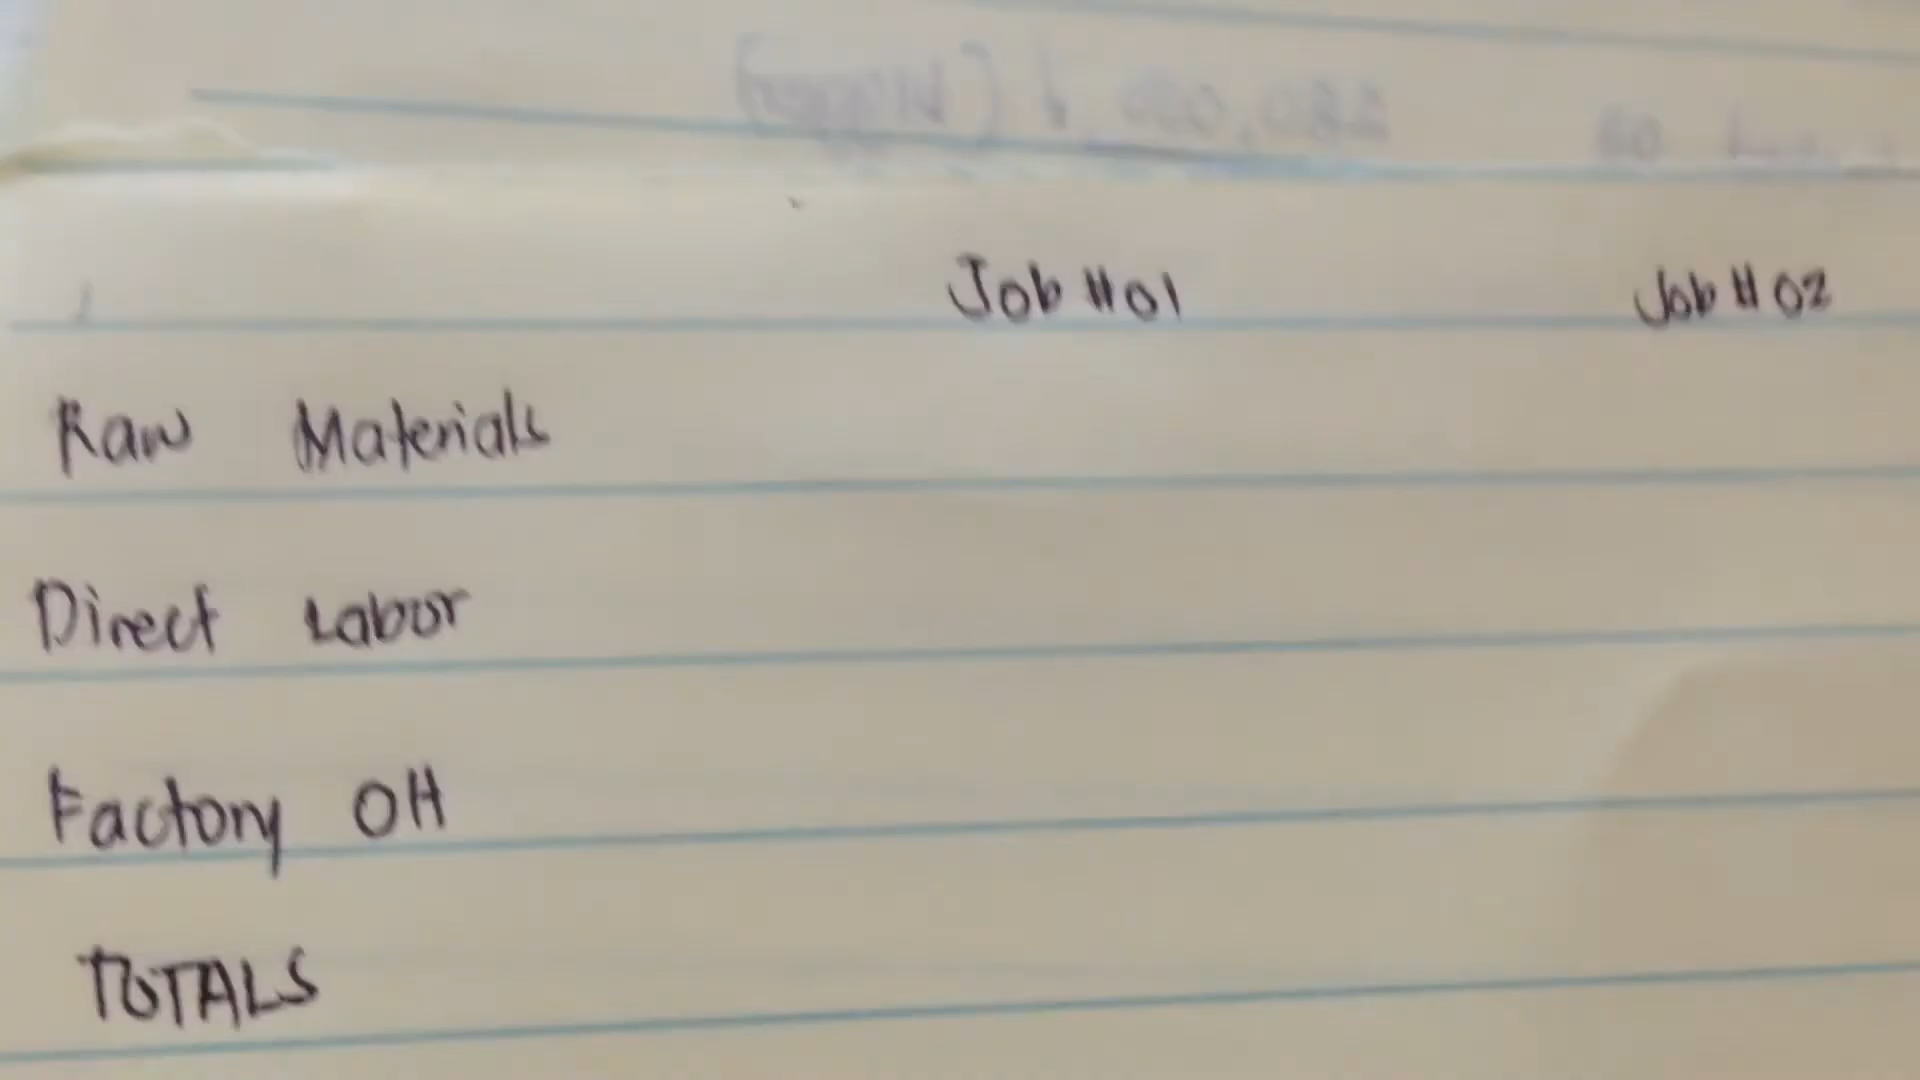 Job #01 Job #02
Raw Materials
Direct Labor
Factory OH
TOTALS